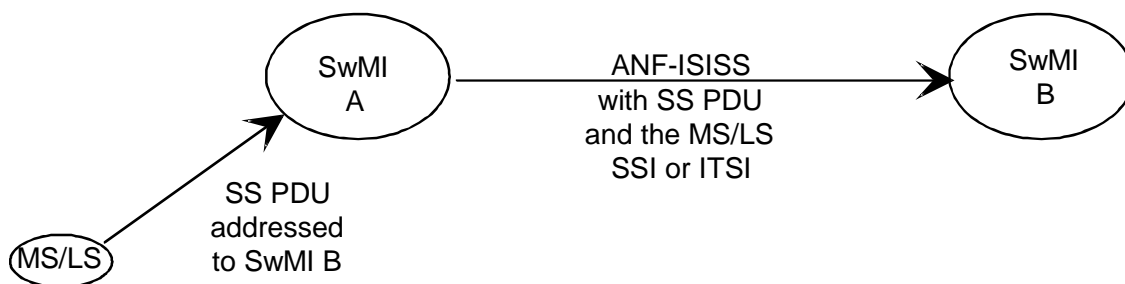 SwMI
A
ANF-ISISS
with SS PDU
and the MS/LS
SSI or ITSI
SwMI
B
SS PDU
addressed
to SwMI B
MS/LS